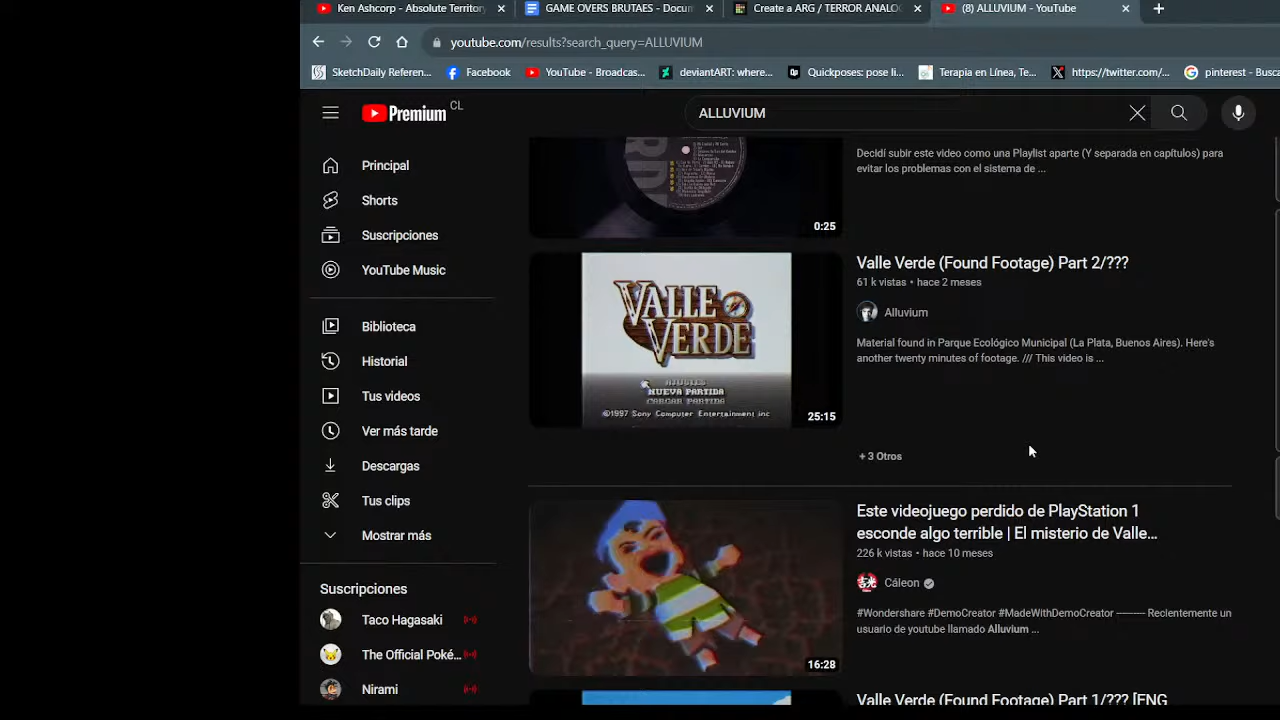 Ken Ashcorp - Absolute Territory
GAME OVERS BRUTAES - Docum
Create a ARG / TERROR ANALO
(8) ALLUVIUM - YouTube
youtube.com/results?search_query=ALLUVIUM
SketchDaily Referen...
Facebook
YouTube - Broadcas...
deviantART: where...
Quickposes: pose li...
Terapia en Línea, Te...
https://twitter.com/...
pinterest - Busca
Premium CL
ALLUVIUM
Principal
Shorts
Suscripciones
YouTube Music
Biblioteca
Historial
Tus videos
Ver más tarde
Descargas
Tus clips
Mostrar más
Suscripciones
Taco Hagasaki
The Official Poké...
Nirami
Decidí subir este video como una Playlist aparte (Y separada en capítulos) para
evitar los problemas con el sistema de ...
0:25
VALLE
VERDE
AJUSTES
NUEVA PARTIDA
CARGAR PARTIDA
©1997 Sony Computer Entertainment inc
25:15
Valle Verde (Found Footage) Part 2/???
61 k vistas • hace 2 meses
Alluvium
Material found in Parque Ecológico Municipal (La Plata, Buenos Aires). Here's
another twenty minutes of footage. /// This video is ...
+ 3 Otros
16:28
Este videojuego perdido de PlayStation 1
esconde algo terrible | El misterio de Valle...
226 k vistas • hace 10 meses
Cáleon
#Wondershare #DemoCreator #MadeWithDemoCreator ---------- Recientemente un
usuario de youtube llamado Alluvium ...
Valle Verde (Found Footage) Part 1/??? [ENG